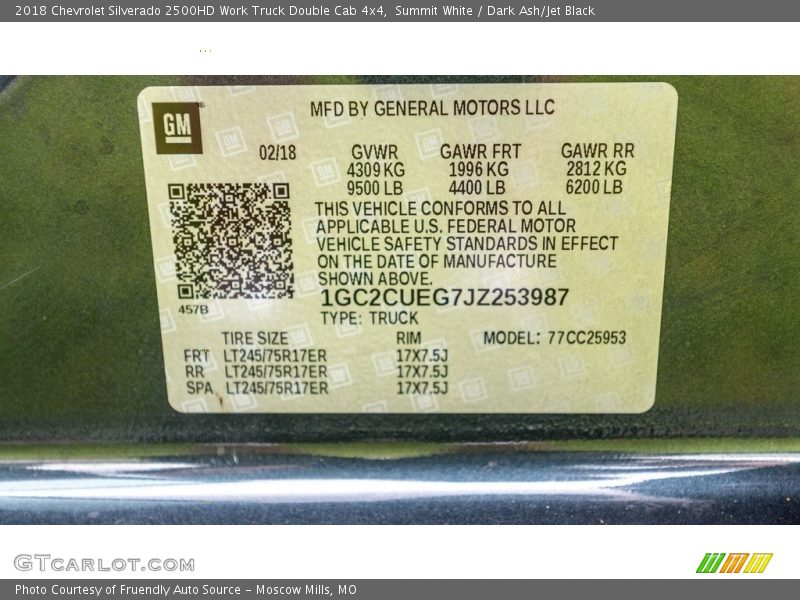 2018 Chevrolet Silverado 2500HD Work Truck Double Cab 4x4,  Summit White / Dark Ash/Jet Black
GM®
MFD BY GENERAL MOTORS LLC
02/18
GVWR GAWR FRT GAWR RR
4309 KG 1996 KG 2812 KG
9500 LB 4400 LB 6200 LB
THIS VEHICLE CONFORMS TO ALL
APPLICABLE U.S. FEDERAL MOTOR
VEHICLE SAFETY STANDARDS IN EFFECT
ON THE DATE OF MANUFACTURE
SHOWN ABOVE.
457B
1GC2CUEG7JZ253987
TYPE: TRUCK
TIRE SIZE RIM MODEL: 77CC25953
FRT LT245/75R17ER 17X7.5J
RR LT245/75R17ER 17X7.5J
SPA LT245/75R17ER 17X7.5J
GTCARLOT.COM
Photo Courtesy of Fruendly Auto Source – Moscow Mills, MO